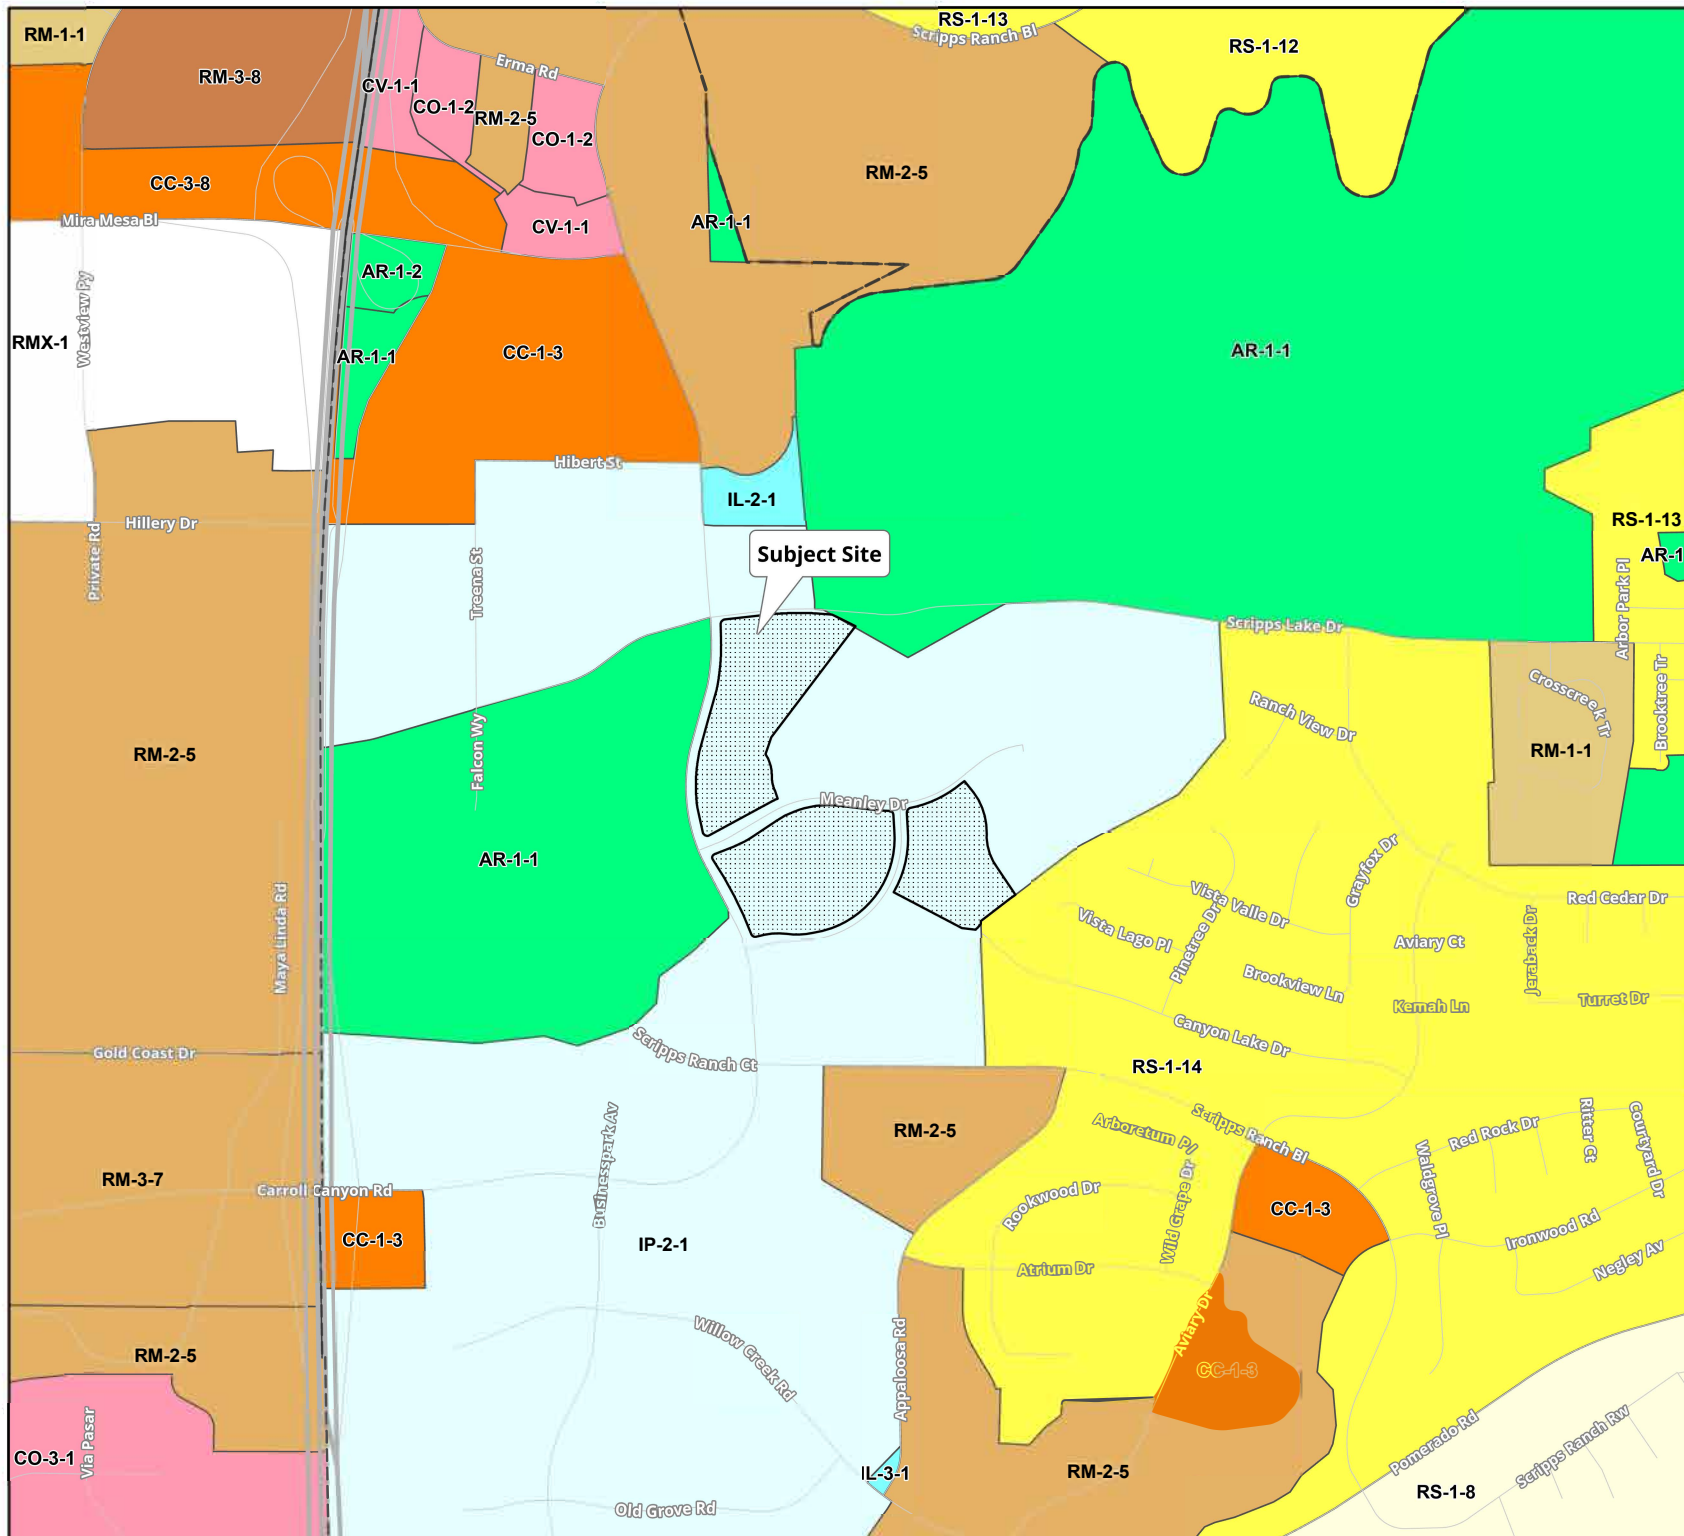 RM-1-1
RM-3-8
CV-1-1
CO-1-2
RM-2-5
CO-1-2
Erma Rd
RS-1-13
Scripps Ranch Bl
RS-1-12
CC-3-8
RM-2-5
Mira Mesa Bl
CV-1-1
AR-1-1
AR-1-2
Westview Py
RMX-1
AR-1-1
CC-1-3
AR-1-1
Hibert St
IL-2-1
Hillery Dr
Private Rd
Treena St
Subject Site
RS-1-13
AR-1
Arbor Park Pl
Scripps Lake Dr
Crosscreek Tr
Brooktree Tr
Ranch View Dr
RM-1-1
RM-2-5
Falcon Wy
Meanley Dr
AR-1-1
Grayfox Dr
Vista Valle Dr
Red Cedar Dr
Maya Linda Rd
Vista Lago Pl
Pinetree Dr
Aviary Ct
Jeraback Dr
Brookview Ln
Kemah Ln
Turret Dr
Gold Coast Dr
Scripps Ranch Ct
Canyon Lake Dr
RS-1-14
RM-2-5
Arboretum Pl
Scripps Ranch Bl
Red Rock Dr
Ritter Ct
Courtyard Dr
RM-3-7
Carroll Canyon Rd
Businesspark Av
Rookwood Dr
Wild Grape Dr
CC-1-3
Waldgrove Pl
Ironwood Rd
Negley Av
CC-1-3
IP-2-1
Atrium Dr
RM-2-5
Willow Creek Rd
Appaloosa Rd
Aviary Dr
CC-1-3
CO-3-1
Via Pasar
IL-3-1
RM-2-5
Pomerado Rd
Scripps Ranch Rw
RS-1-8
Old Grove Rd